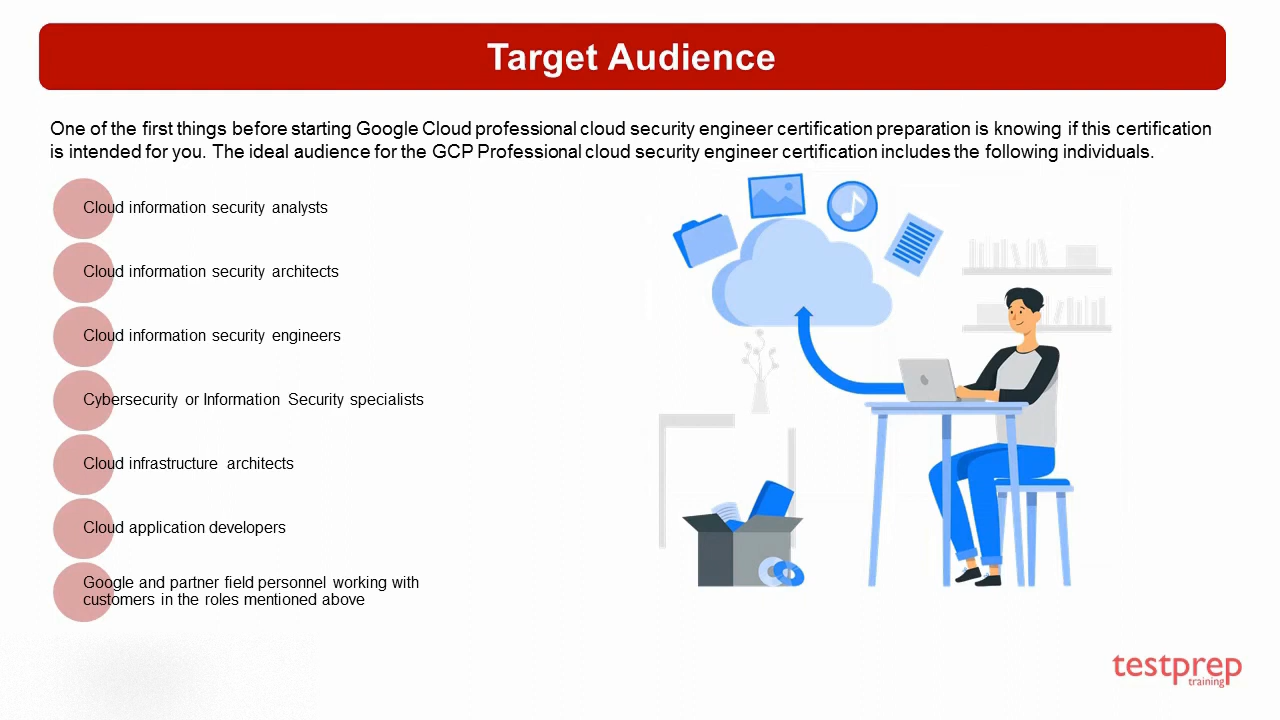 Target Audience
One of the first things before starting Google Cloud professional cloud security engineer certification preparation is knowing if this certification
is intended for you. The ideal audience for the GCP Professional cloud security engineer certification includes the following individuals.
Cloud information security analysts
Cloud information security architects
Cloud information security engineers
Cybersecurity or Information Security specialists
Cloud infrastructure architects
Cloud application developers
Google and partner field personnel working with
customers in the roles mentioned above
testprep
training